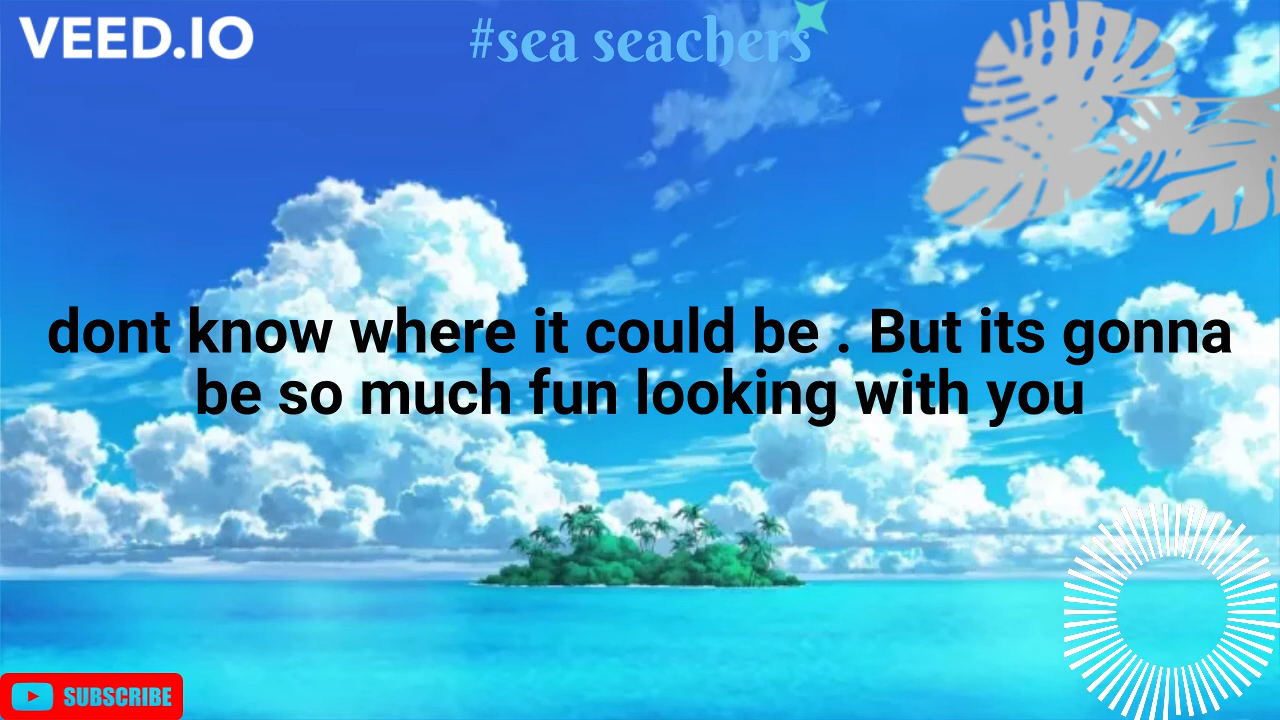 VEED.IO
#sea seachers
dont know where it could be . But its gonna
be so much fun looking with you
SUBSCRIBE